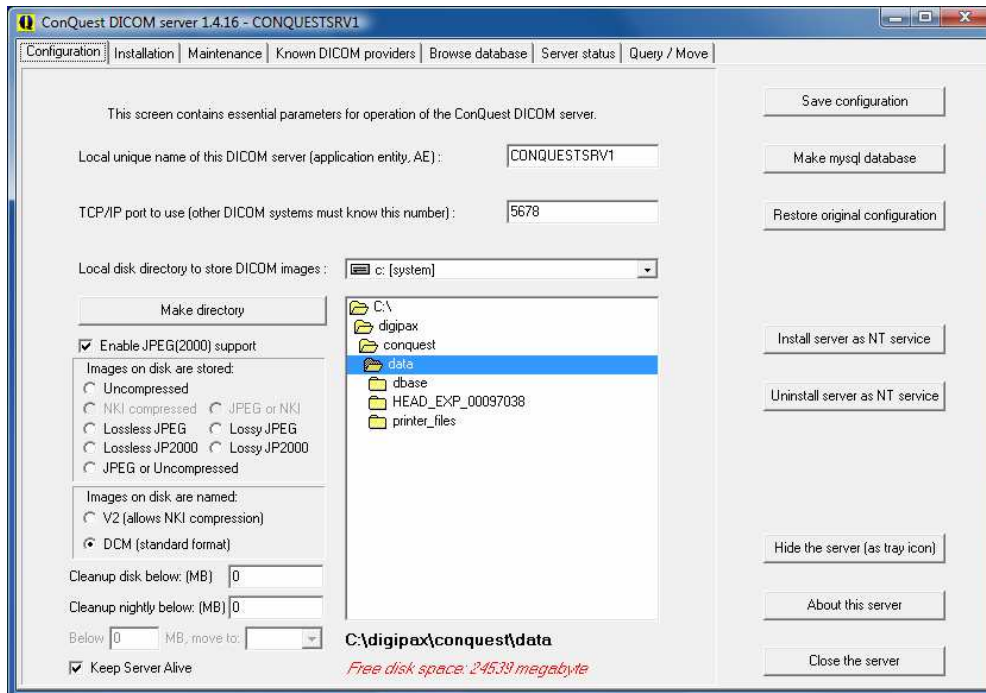 ConQuest DICOM server 1.4.16 - CONQUESTSRV1
Configuration Installation Maintenance Known DICOM providers Browse database Server status Query / Move
This screen contains essential parameters for operation of the ConQuest DICOM server.
Local unique name of this DICOM server (application entity, AE) : CONQUESTSRV1
TCP/IP port to use (other DICOM systems must know this number) : 5678
Local disk directory to store DICOM images : c: [system]
Make directory
Enable JPEG(2000) support
Images on disk are stored:
Uncompressed
NKI compressed JPEG or NKI
Lossless JPEG Lossy JPEG
Lossless JP2000 Lossy JP2000
JPEG or Uncompressed
Images on disk are named:
V2 (allows NKI compression)
DCM (standard format)
Cleanup disk below: (MB) 0
Cleanup nightly below: (MB) 0
Below 0 MB, move to:
Keep Server Alive
C:\
digipax
conquest
data
dbase
HEAD_EXP_00097038
printer_files
C:\digipax\conquest\data
Free disk space: 24539 megabyte
Save configuration
Make mysql database
Restore original configuration
Install server as NT service
Uninstall server as NT service
Hide the server (as tray icon)
About this server
Close the server